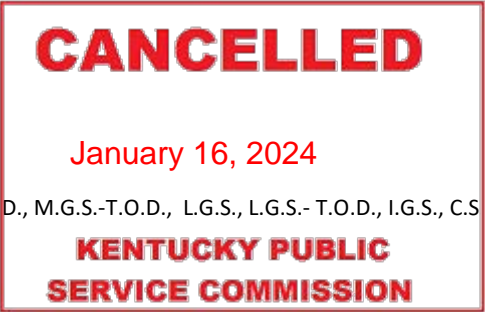 CANCELLED
January 16, 2024
D., M.G.S.-T.O.D., L.G.S., L.G.S.- T.O.D., I.G.S., C.S
KENTUCKY PUBLIC
SERVICE COMMISSION